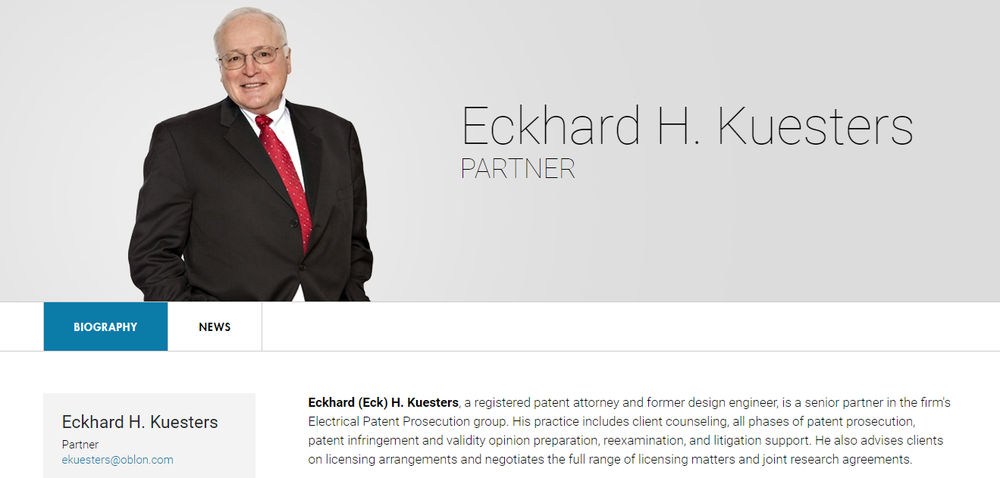 Eckhard H. Kuesters
PARTNER
BIOGRAPHY
NEWS
Eckhard H. Kuesters
Partner
ekuesters@oblon.com
Eckhard (Eck) H. Kuesters, a registered patent attorney and former design engineer, is a senior partner in the firm's
Electrical Patent Prosecution group. His practice includes client counseling, all phases of patent prosecution,
patent infringement and validity opinion preparation, reexamination, and litigation support. He also advises clients
on licensing arrangements and negotiates the full range of licensing matters and joint research agreements.